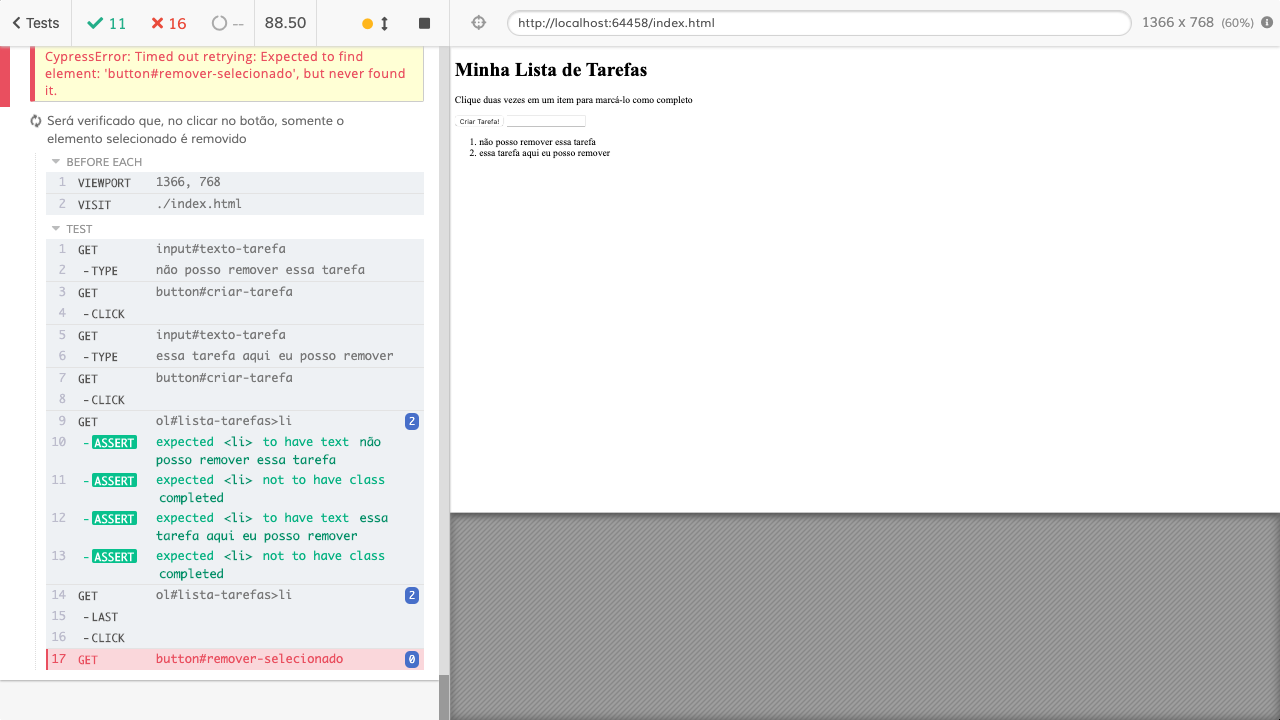 Tests 11 16 -- 88.50
CypressError: Timed out retrying: Expected to find
element: 'button#remover-selecionado', but never found
it.
Será verificado que, no clicar no botão, somente o
elemento selecionado é removido
BEFORE EACH
1 VIEWPORT 1366, 768
2 VISIT ./index.html
TEST
1 GET input#texto-tarefa
2 -TYPE não posso remover essa tarefa
3 GET button#criar-tarefa
4 -CLICK
5 GET input#texto-tarefa
6 -TYPE essa tarefa aqui eu posso remover
7 GET button#criar-tarefa
8 -CLICK
9 GET ol#lista-tarefas>li 2
10 -ASSERT expected <li> to have text não
posso remover essa tarefa
11 -ASSERT expected <li> not to have class
completed
12 -ASSERT expected <li> to have text essa
tarefa aqui eu posso remover
13 -ASSERT expected <li> not to have class
completed
14 GET ol#lista-tarefas>li 2
15 -LAST
16 -CLICK
17 GET button#remover-selecionado 0
http://localhost:64458/index.html 1366 x 768 (60%)
Minha Lista de Tarefas
Clique duas vezes em um item para marcá-lo como completo
Criar Tarefa!
1. não posso remover essa tarefa
2. essa tarefa aqui eu posso remover